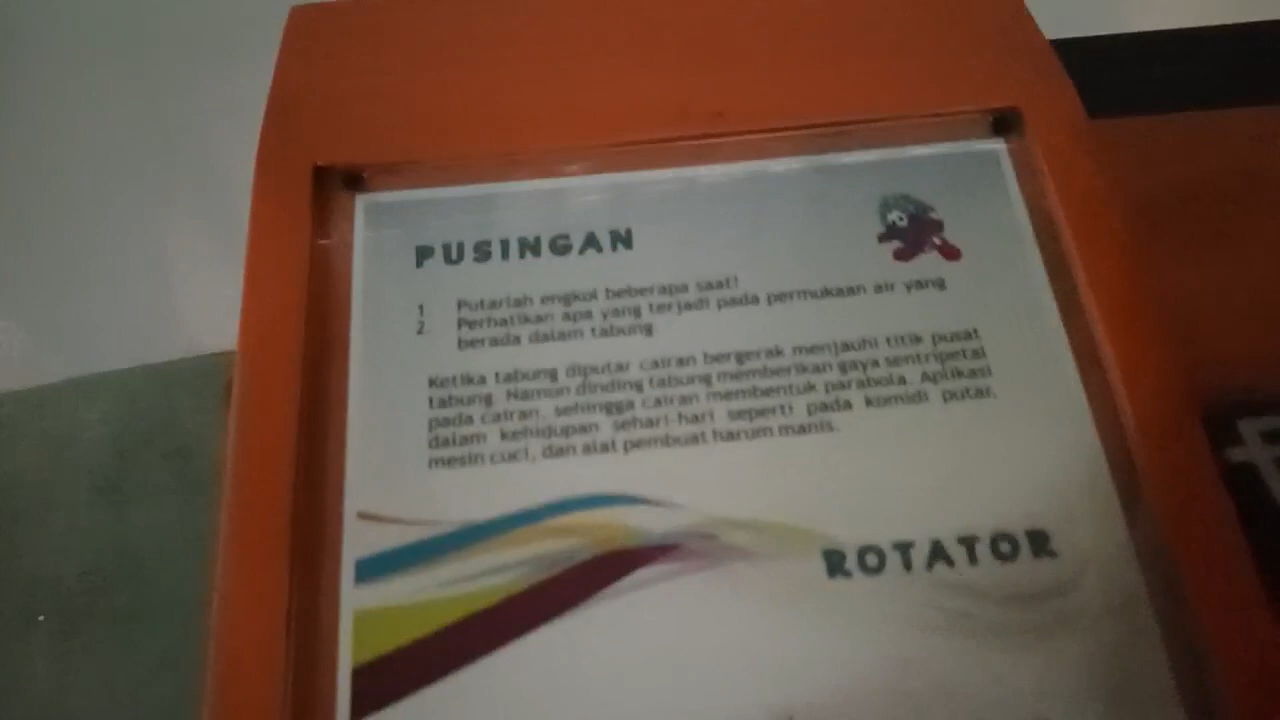 PUSINGAN
1 Putarlah engkol beberapa saat!
2. Perhatikan apa yang terjadi pada permukaan air yang
berada dalam tabung
Ketika tabung diputar cairan bergerak menjauhi titik pusat
tabung. Namun dinding tabung memberikan gaya sentripetal
pada cairan, sehingga cairan membentuk parabola. Aplikasi
dalam kehidupan sehari-hari seperti pada komidi putar,
mesin cuci, dan alat pembuat harum manis.
ROTATOR